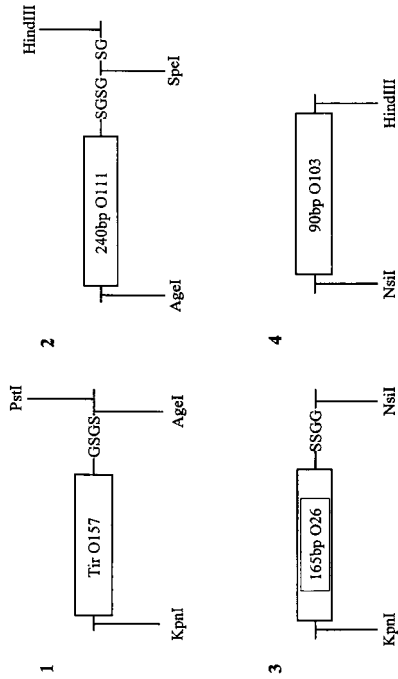 1
PstI
Tir O157
GSGS
KpnI
AgeI
2
HindIII
240bp O111
SGSG
SG
AgeI
SpeI
3
165bp O26
SSGG
KpnI
NsiI
4
90bp O103
NsiI
HindIII